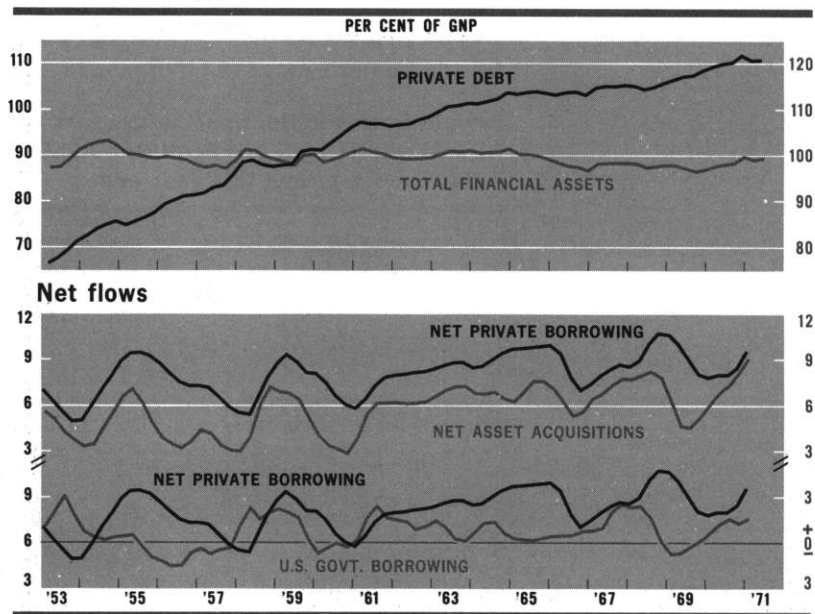 PER CENT OF GNP
110
100
90
80
70
PRIVATE DEBT
TOTAL FINANCIAL ASSETS
120
110
100
90
80
Net flows
12
9
6
3
NET PRIVATE BORROWING
NET ASSET ACQUISITIONS
12
9
6
3
9
6
3
NET PRIVATE BORROWING
U.S. GOVT. BORROWING
3
+
0
−
3
'53 '55 '57 '59 '61 '63 '65 '67 '69 '71